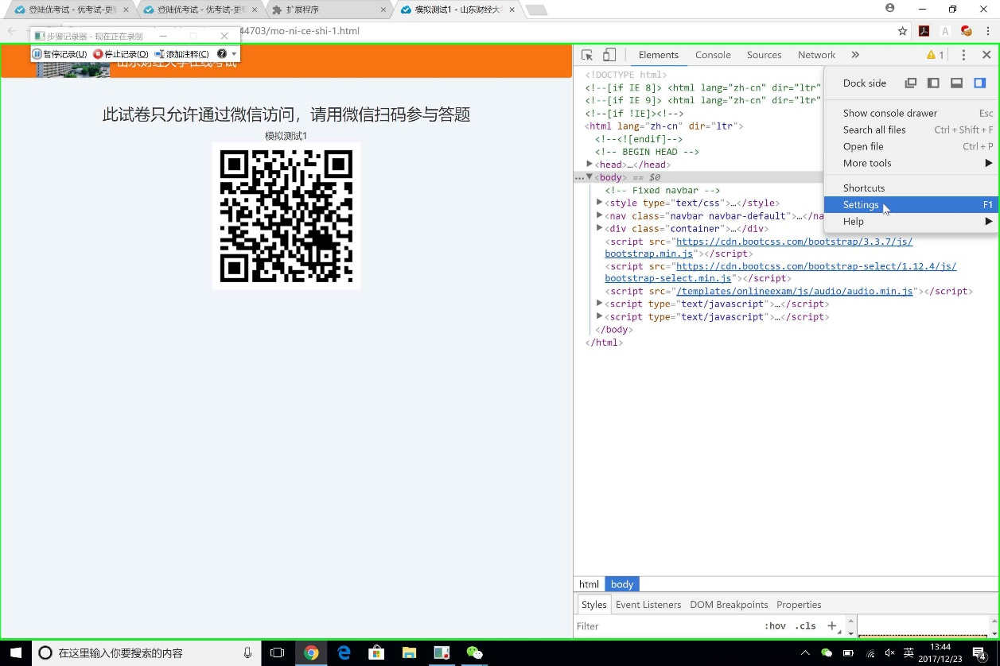 登陆优考试 - 优考试-更
登陆优考试 - 优考试-更
扩展程序
模拟测试1 - 山东财经大
步骤记录器 - 现在正在录制
44703/mo-ni-ce-shi-1.html
暂停记录(U)
停止记录(O)
添加注释(C)
山东财经大学在线考试
此试卷只允许通过微信访问，请用微信扫码参与答题
模拟测试1
Elements
Console
Sources
Network
»
1
<!DOCTYPE html>
<!--[if IE 8]> <html lang="zh-cn" dir="ltr"
<!--[if IE 9]> <html lang="zh-cn" dir="ltr"
<!--[if !IE]><!-->
<html lang="zh-cn" dir="ltr">
<!--<![endif]-->
<!-- BEGIN HEAD -->
<head>…</head>
<body> == $0
<!-- Fixed navbar -->
<style type="text/css">…</style>
<nav class="navbar navbar-default">…</na
<div class="container">…</div>
<script src="https://cdn.bootcss.com/bootstrap/3.3.7/js/
bootstrap.min.js"></script>
<script src="https://cdn.bootcss.com/bootstrap-select/1.12.4/js/
bootstrap-select.min.js"></script>
<script src="/templates/onlineexam/js/audio/audio.min.js"></script>
<script type="text/javascript">…</script>
<script type="text/javascript">…</script>
</body>
</html>
Dock side
Show console drawer Esc
Search all files Ctrl + Shift + F
Open file Ctrl + P
More tools
Shortcuts
Settings F1
Help
html body
Styles Event Listeners DOM Breakpoints Properties
Filter :hov .cls +
在这里输入你要搜索的内容
英
13:44
2017/12/23